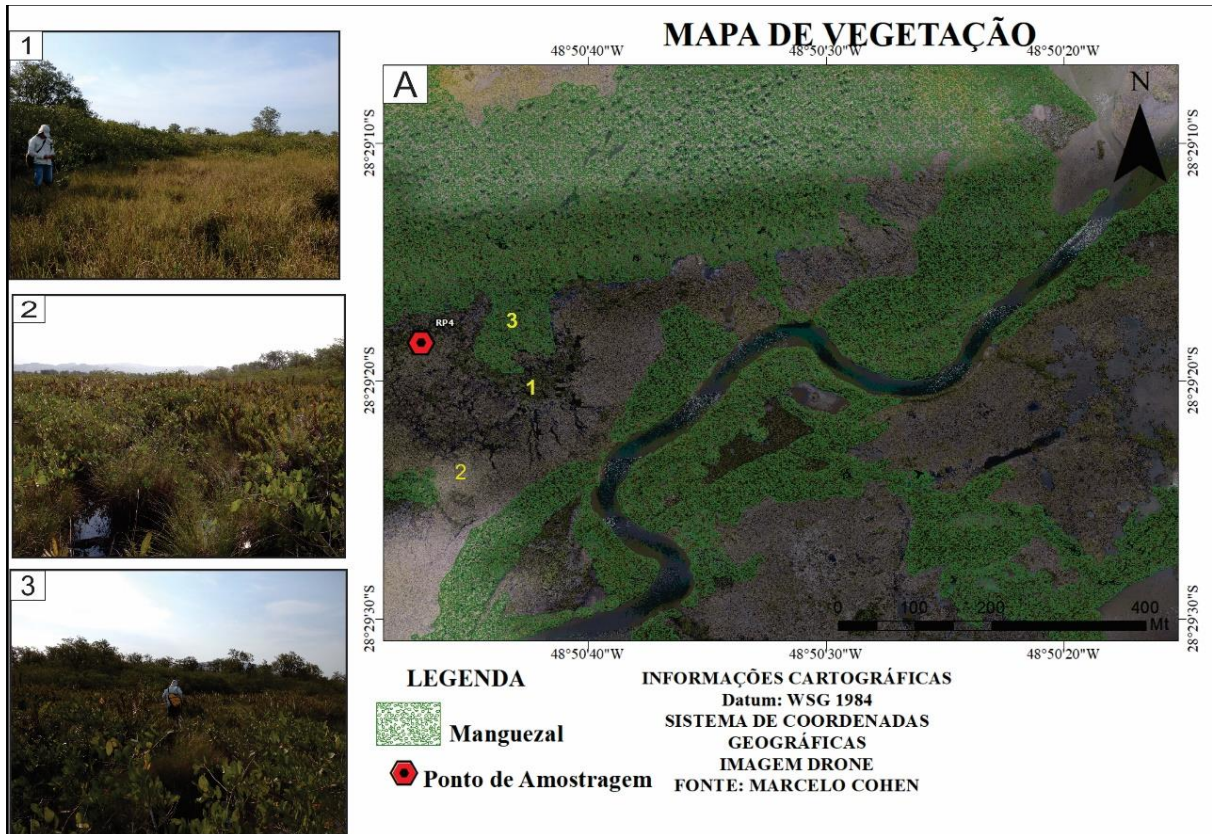 1
2
3
MAPA DE VEGETAÇÃO
48°50'40"W
48°50'30"W
48°50'20"W
A
N
28°29'10"S
28°29'10"S
3
RP4
1
28°29'20"S
28°29'20"S
2
28°29'30"S
28°29'30"S
0 100 200 400
Mt
48°50'40"W
48°50'30"W
48°50'20"W
LEGENDA
Manguezal
Ponto de Amostragem
INFORMAÇÕES CARTOGRÁFICAS
Datum: WSG 1984
SISTEMA DE COORDENADAS
GEOGRÁFICAS
IMAGEM DRONE
FONTE: MARCELO COHEN